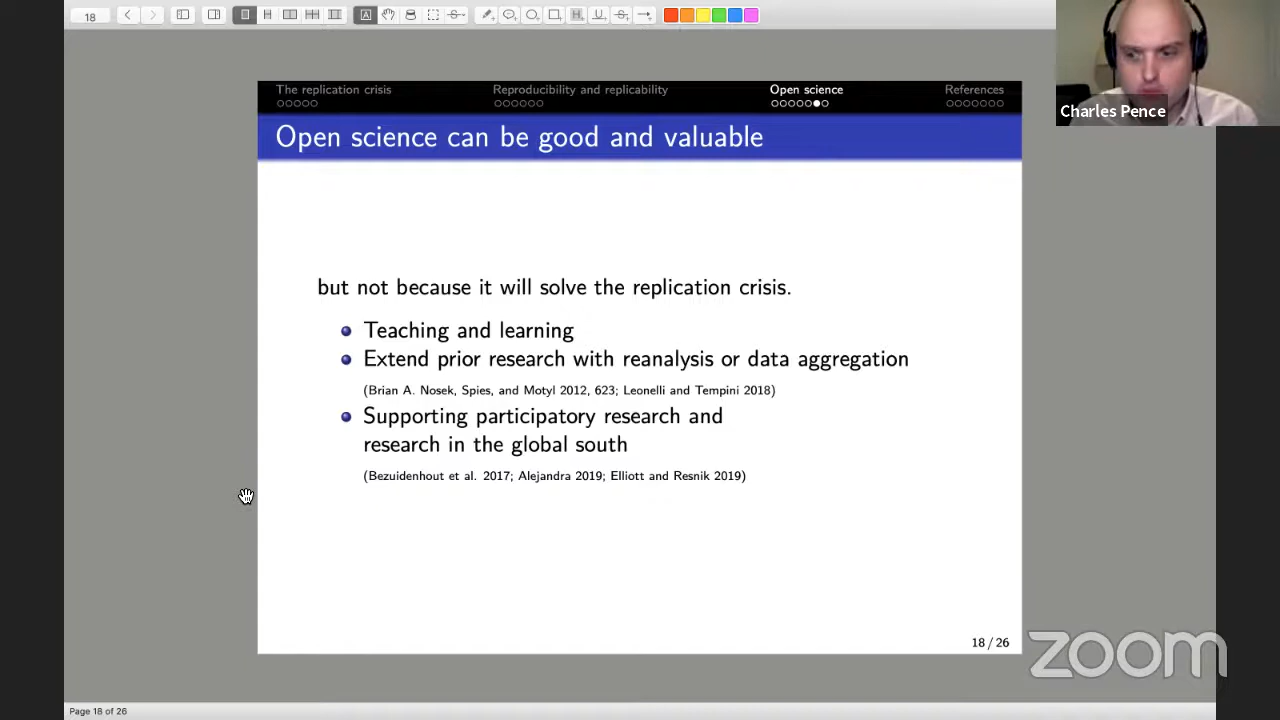 18
Charles Pence
The replication crisis
Reproducibility and replicability
Open science
References
Open science can be good and valuable
but not because it will solve the replication crisis.
Teaching and learning
Extend prior research with reanalysis or data aggregation
(Brian A. Nosek, Spies, and Motyl 2012, 623; Leonelli and Tempini 2018)
Supporting participatory research and
research in the global south
(Bezuidenhout et al. 2017; Alejandra 2019; Elliott and Resnik 2019)
18 / 26
zoom
Page 18 of 26